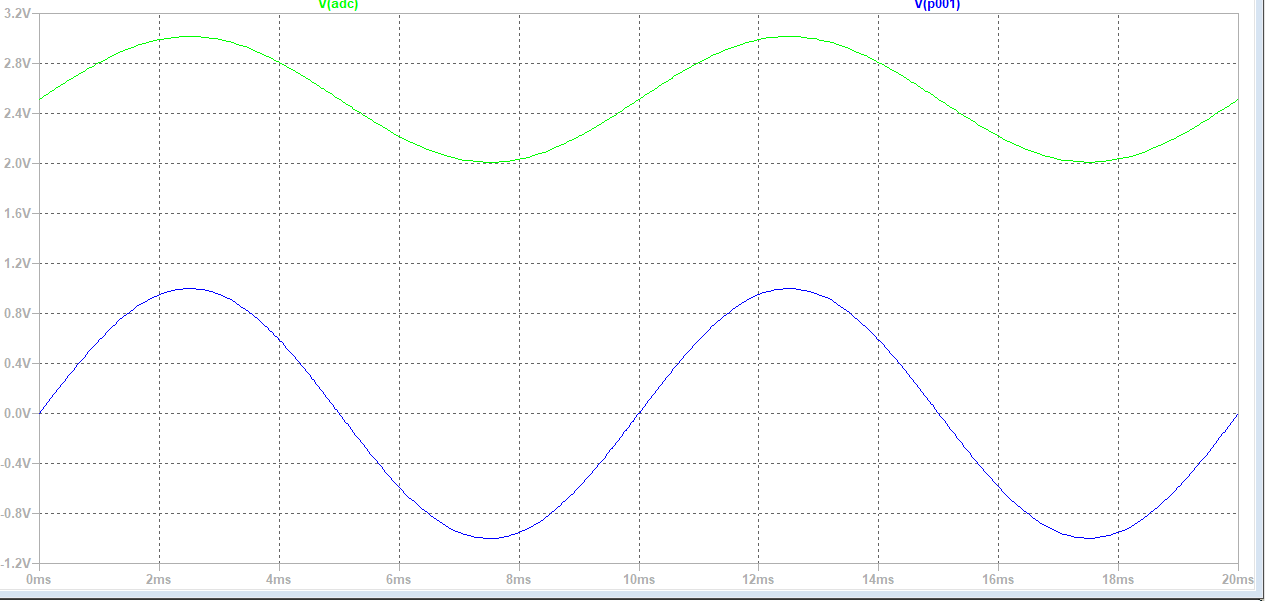 V(adc) V(p001)
3.2V
2.8V
2.4V
2.0V
1.6V
1.2V
0.8V
0.4V
0.0V
-0.4V
-0.8V
-1.2V
0ms 2ms 4ms 6ms 8ms 10ms 12ms 14ms 16ms 18ms 20ms